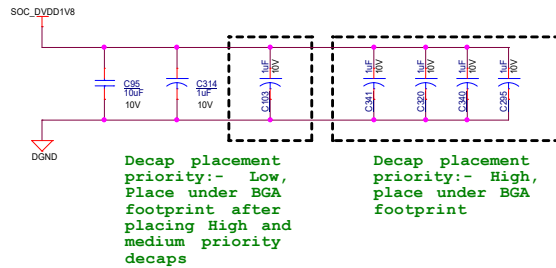 SOC_DVDD1V8
C95
10uF
10V
C314
1uF
10V
1uF
10V
C103
1uF
10V
C341
1uF
10V
C320
1uF
10V
C340
1uF
10V
C295
DGND
Decap placement
priority:- Low,
Place under BGA
footprint after
placing High and
medium priority
decaps
Decap placement
priority:- High,
place under BGA
footprint